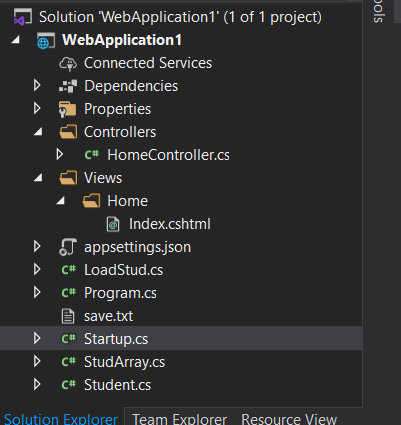 Solution 'WebApplication1' (1 of 1 project)
WebApplication1
Connected Services
Dependencies
Properties
Controllers
C# HomeController.cs
Views
Home
Index.cshtml
appsettings.json
C# LoadStud.cs
C# Program.cs
save.txt
C# Startup.cs
C# StudArray.cs
C# Student.cs
Solution Explorer Team Explorer Resource View
ools